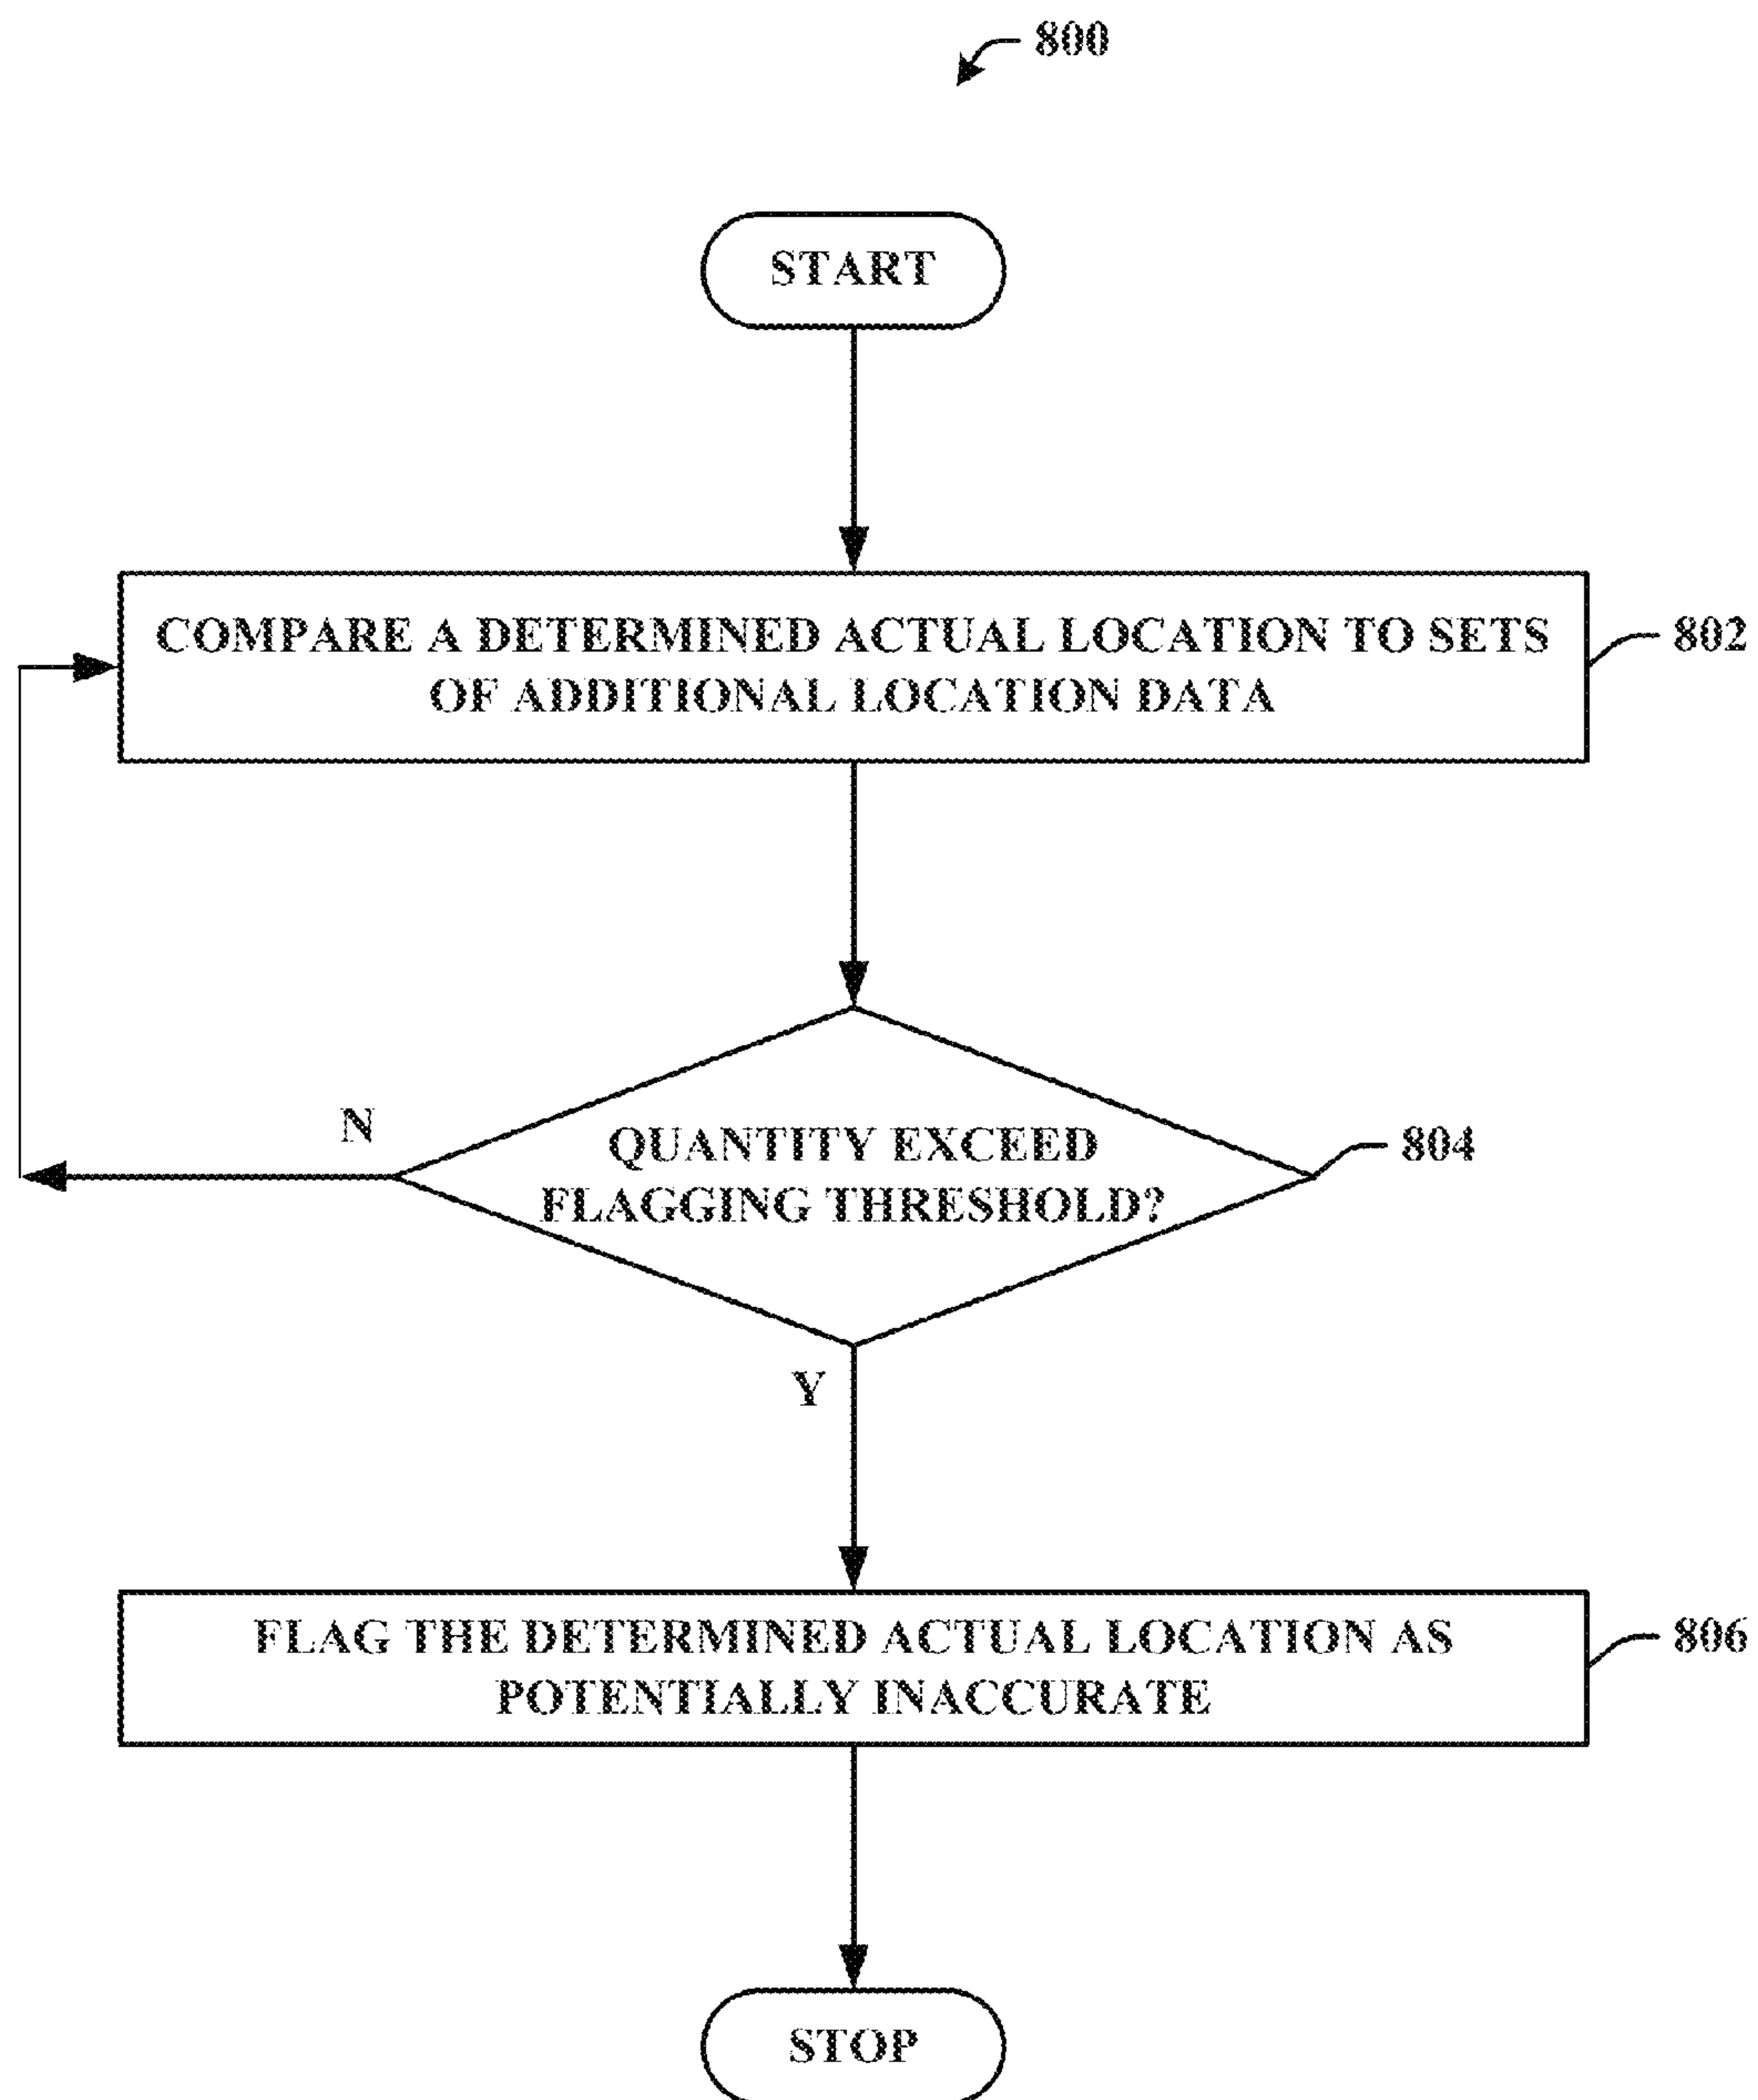 800
START
COMPARE A DETERMINED ACTUAL LOCATION TO SETS
OF ADDITIONAL LOCATION DATA
802
N
QUANTITY EXCEED
FLAGGING THRESHOLD?
804
Y
FLAG THE DETERMINED ACTUAL LOCATION AS
POTENTIALLY INACCURATE
806
STOP